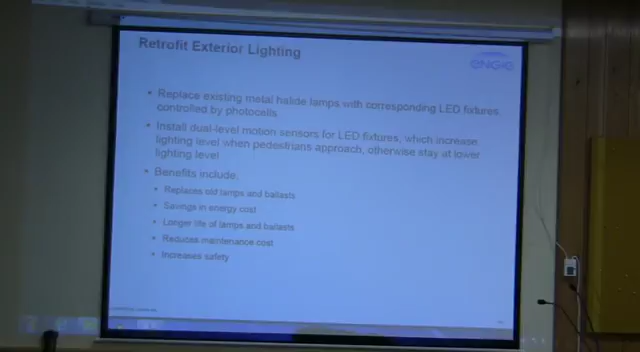 Retrofit Exterior Lighting
ENGIE
• Replace existing metal halide lamps with corresponding LED fixtures
controlled by photocells
• Install dual-level motion sensors for LED fixtures, which increase
lighting level when pedestrians approach, otherwise stay at lower
lighting level
• Benefits include:
• Replaces old lamps and ballasts
• Savings in energy cost
• Longer life of lamps and ballasts
• Reduces maintenance cost
• Increases safety